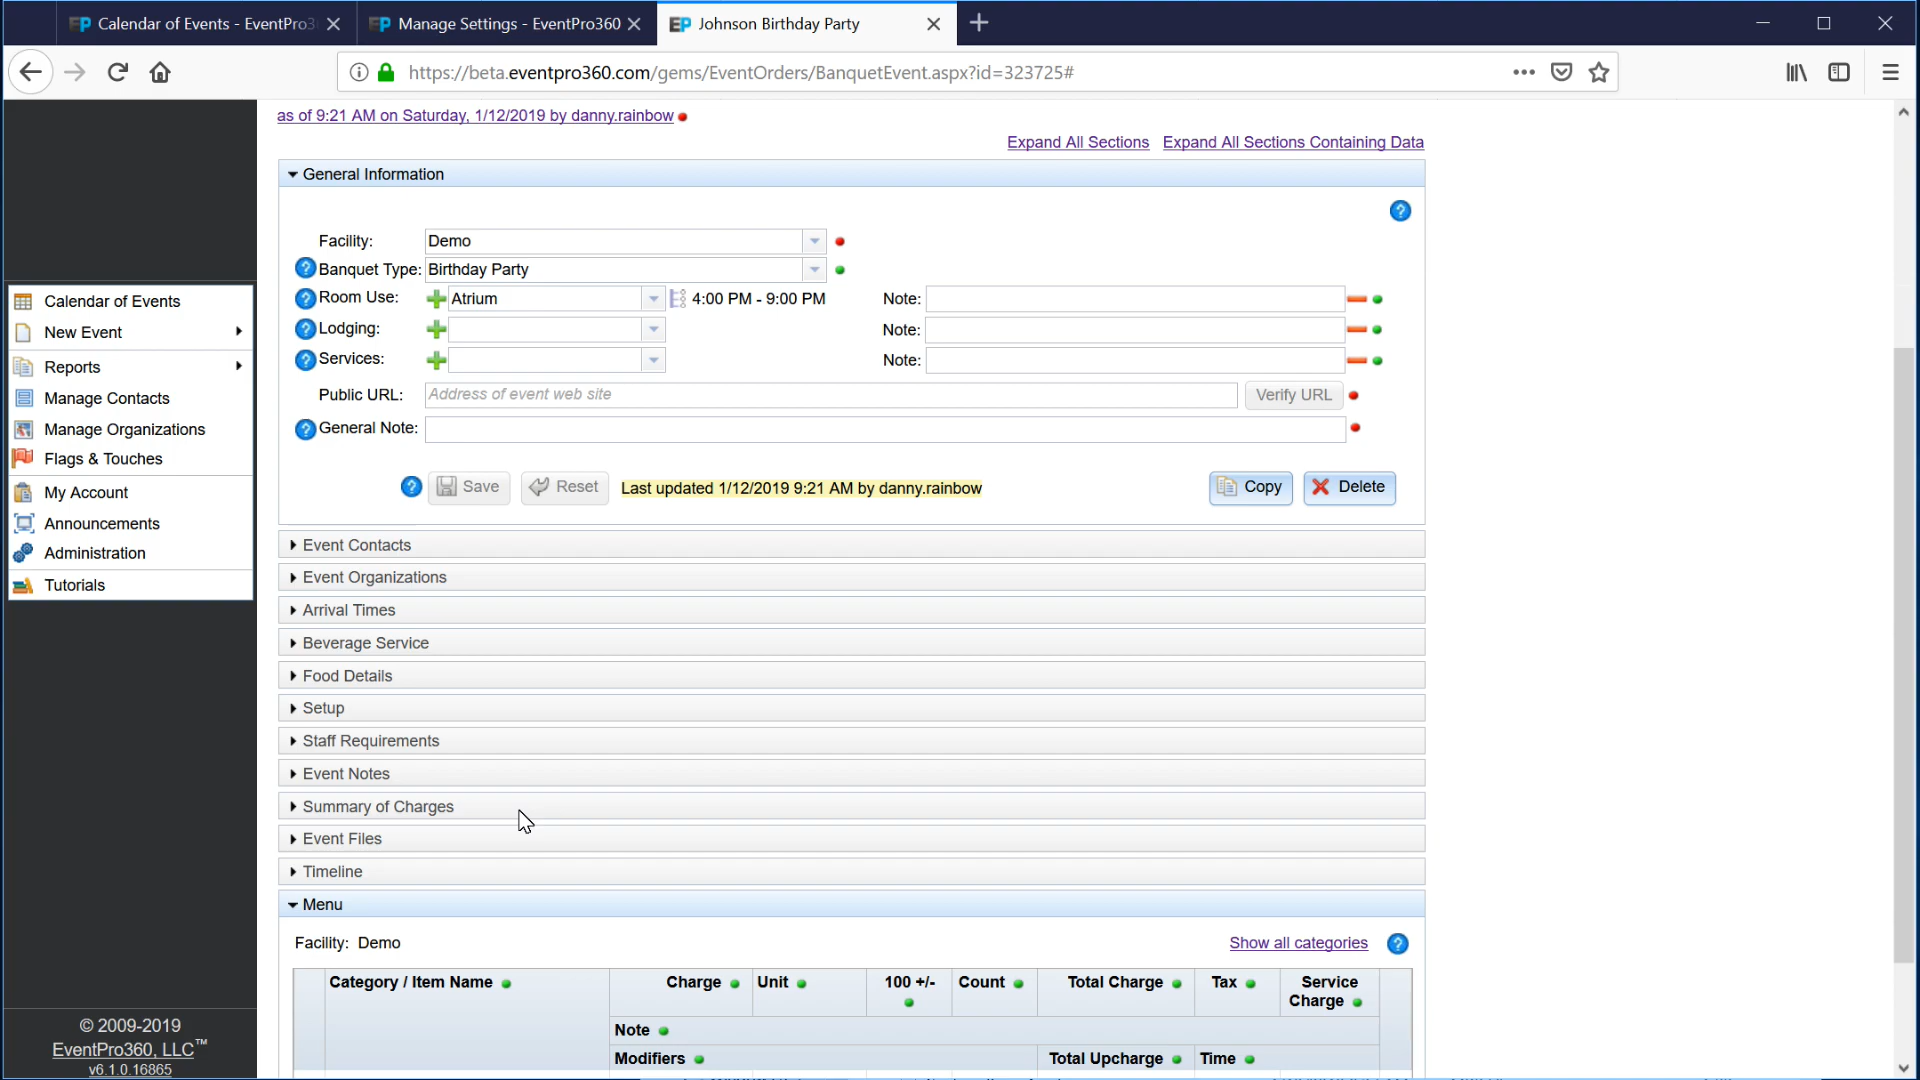 Calendar of Events - EventPro3
Manage Settings - EventPro360
Johnson Birthday Party
https://beta.eventpro360.com/gems/EventOrders/BanquetEvent.aspx?id=323725#
as of 9:21 AM on Saturday, 1/12/2019 by danny.rainbow
Expand All Sections Expand All Sections Containing Data
General Information
Facility: Demo
Banquet Type: Birthday Party
Room Use: Atrium 4:00 PM - 9:00 PM Note:
Lodging: Note:
Services: Note:
Public URL: Address of event web site Verify URL
General Note:
Save Reset Last updated 1/12/2019 9:21 AM by danny.rainbow Copy Delete
Calendar of Events
New Event
Reports
Manage Contacts
Manage Organizations
Flags & Touches
My Account
Announcements
Administration
Tutorials
Event Contacts
Event Organizations
Arrival Times
Beverage Service
Food Details
Setup
Staff Requirements
Event Notes
Summary of Charges
Event Files
Timeline
Menu
Facility: Demo Show all categories
Category / Item Name Charge Unit 100 +/- Count Total Charge Tax Service
Charge
Note
Modifiers Total Upcharge Time
© 2009-2019
EventPro360, LLC™
v6.1.0.16865